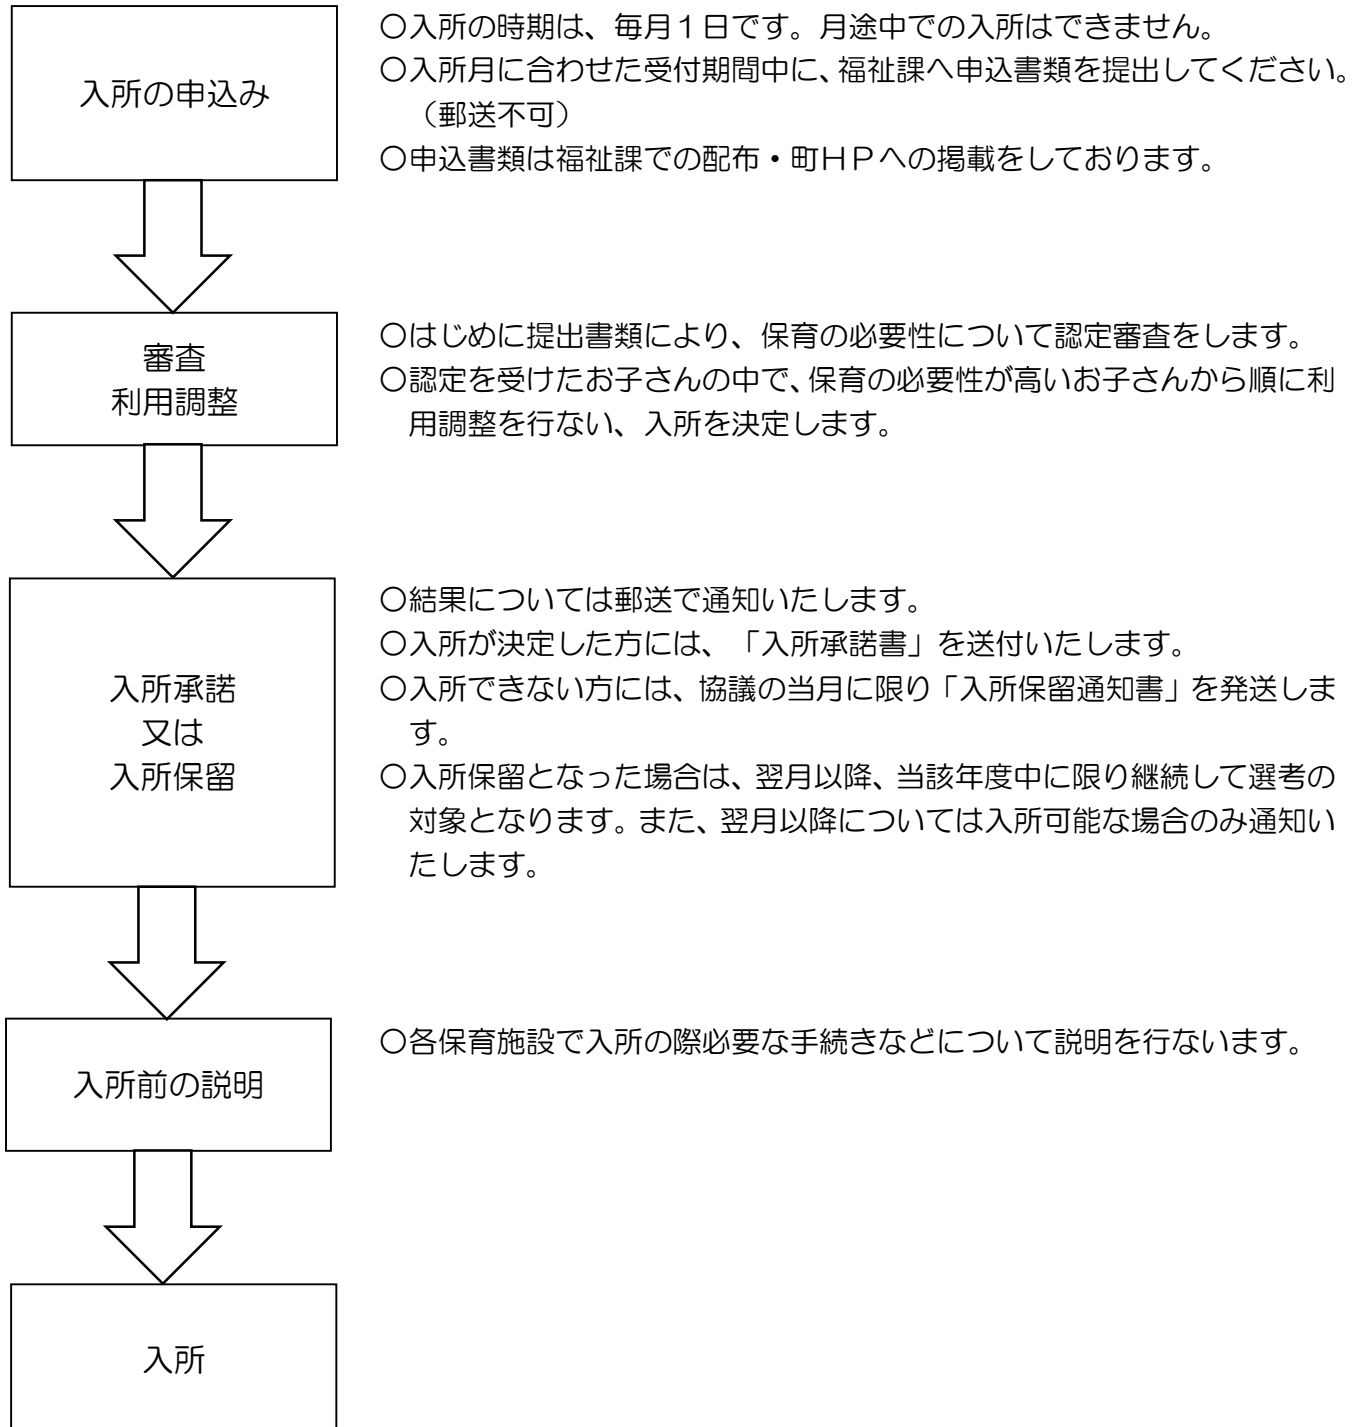 入所の申込み
〇入所の時期は、毎月１日です。月途中での入所はできません。
〇入所月に合わせた受付期間中に、福祉課へ申込書類を提出してください。
（郵送不可）
〇申込書類は福祉課での配布・町ＨＰへの掲載をしております。
審査
利用調整
〇はじめに提出書類により、保育の必要性について認定審査をします。
〇認定を受けたお子さんの中で、保育の必要性が高いお子さんから順に利
用調整を行ない、入所を決定します。
入所承諾
又は
入所保留
〇結果については郵送で通知いたします。
〇入所が決定した方には、「入所承諾書」を送付いたします。
〇入所できない方には、協議の当月に限り「入所保留通知書」を発送しま
す。
〇入所保留となった場合は、翌月以降、当該年度中に限り継続して選考の
対象となります。また、翌月以降については入所可能な場合のみ通知い
たします。
入所前の説明
〇各保育施設で入所の際必要な手続きなどについて説明を行ないます。
入所